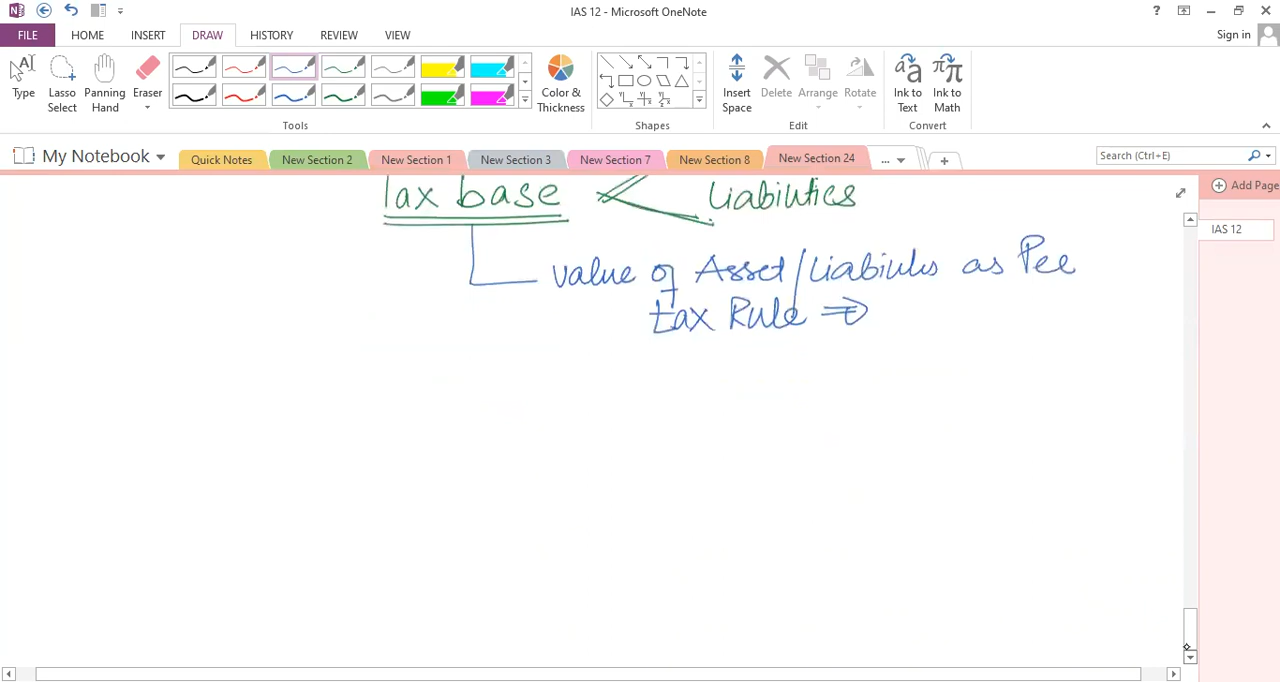 IAS 12 - Microsoft OneNote
?
FILE HOME INSERT DRAW HISTORY REVIEW VIEW
Sign in
Type
Lasso Select
Panning Hand
Eraser
Color & Thickness
Insert Space
Delete
Arrange
Rotate
Ink to Text
Ink to Math
Tools
Shapes
Edit
Convert
My Notebook
Quick Notes
New Section 2
New Section 1
New Section 3
New Section 7
New Section 8
New Section 24
...
Search (Ctrl+E)
Add Page
IAS 12
Tax base < Liabilities
value of Asset/Liabilities as Per
tax Rule ⇒